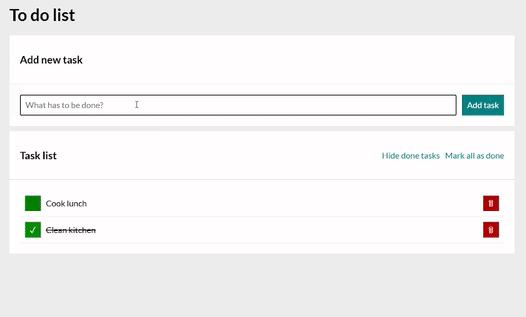 To do list
Add new task
What has to be done?
Add task
Task list
Hide done tasks Mark all as done
Cook lunch
Clean kitchen